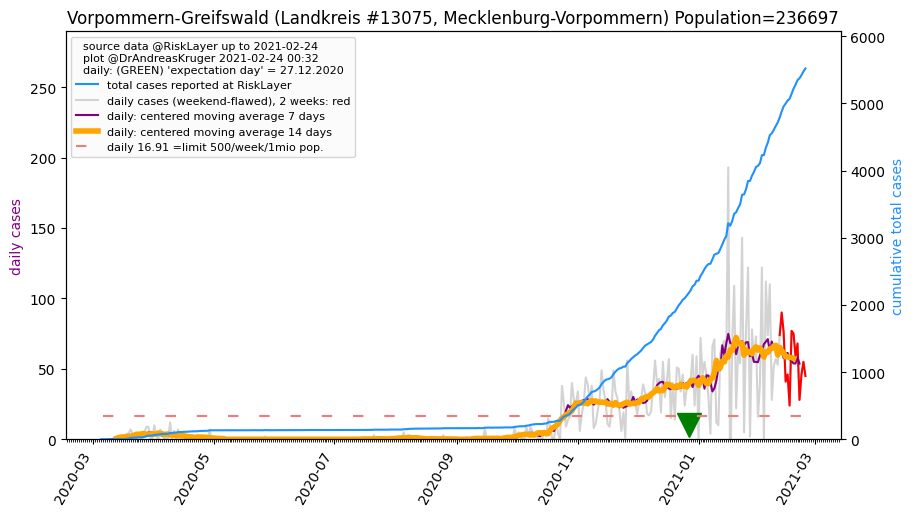 Vorpommern-Greifswald (Landkreis #13075, Mecklenburg-Vorpommern) Population=236697
source data @RiskLayer up to 2021-02-24
plot @DrAndreasKruger 2021-02-24 00:32
daily: (GREEN) 'expectation day' = 27.12.2020
total cases reported at RiskLayer
daily cases (weekend-flawed), 2 weeks: red
daily: centered moving average 7 days
daily: centered moving average 14 days
daily 16.91 =limit 500/week/1mio pop.
daily cases
250
200
150
100
50
0
cumulative total cases
6000
5000
4000
3000
2000
1000
0
2020-03
2020-05
2020-07
2020-09
2020-11
2021-01
2021-03